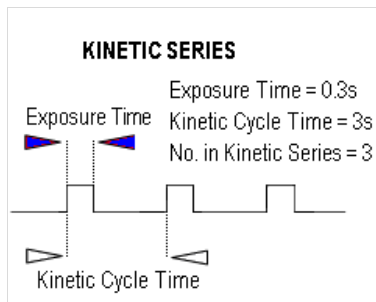 KINETIC SERIES
Exposure Time = 0.3s
Exposure Time
Kinetic Cycle Time = 3s
No. in Kinetic Series = 3
Kinetic Cycle Time